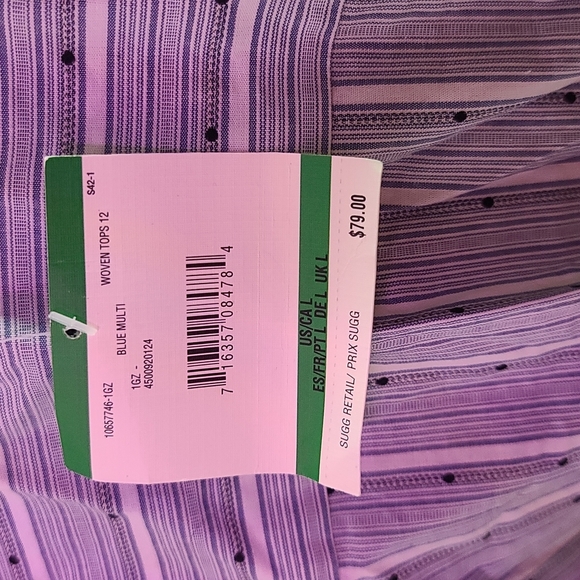 S42-1
10657746-1GZ
WOVEN TOPS 12
BLUE MULTI
1GZ -
4500920124
7 16357 09478 4
US/CA L
ES/FR/PT L DE L UK L
SUGG RETAIL/ PRIX SUGG
$79.00